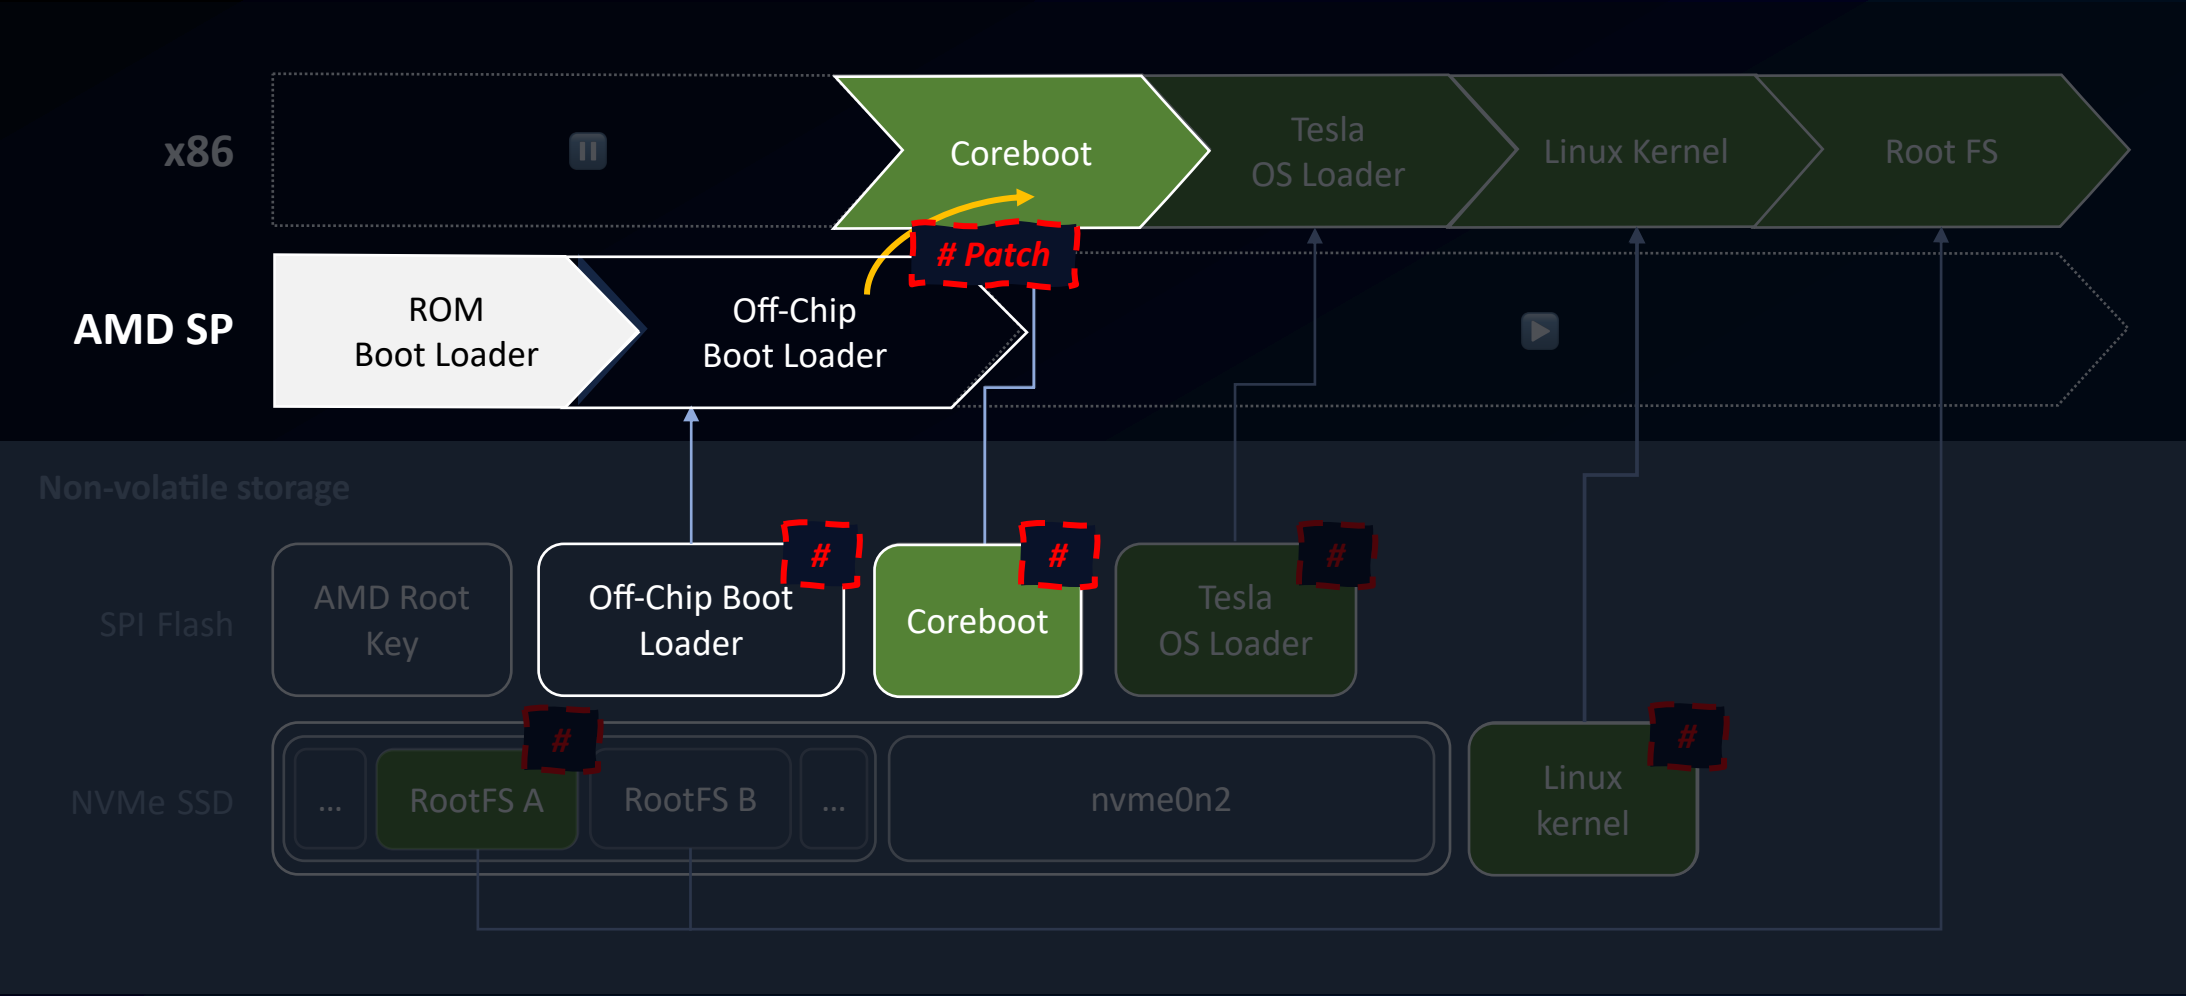 x86
Coreboot
Tesla
OS Loader
Linux Kernel
Root FS
# Patch
AMD SP
ROM
Boot Loader
Off-Chip
Boot Loader
Non-volatile storage
SPI Flash
AMD Root
Key
Off-Chip Boot
Loader
#
Coreboot
#
Tesla
OS Loader
#
NVMe SSD
...
RootFS A
#
RootFS B
...
nvme0n2
Linux
kernel
#